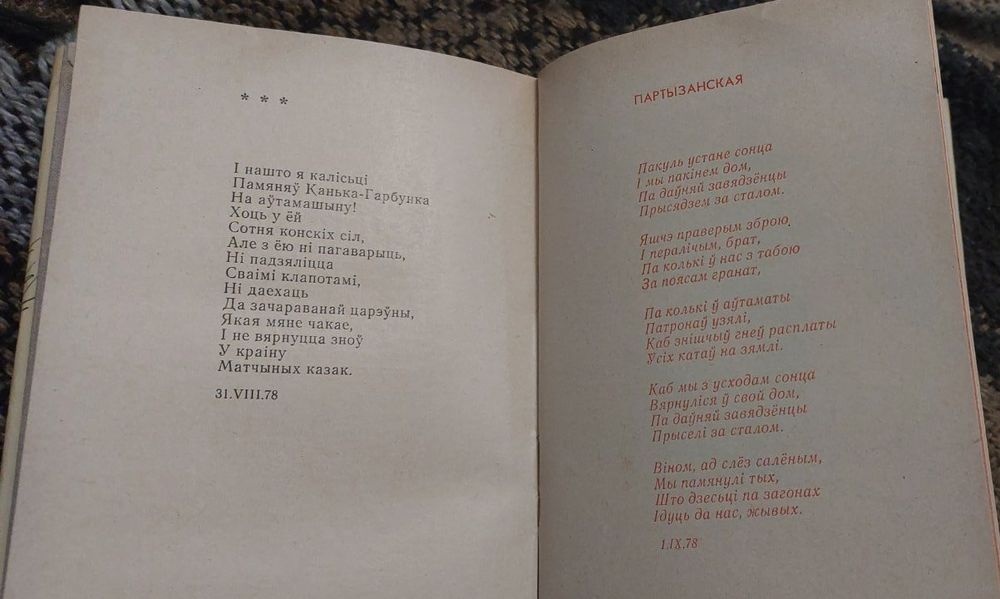 * * *
І нашто я калісьці
Памяняў Канька-Гарбунка
На аўтамашыну!
Хоць у ёй
Сотня конскіх сіл,
Але з ёю ні пагаварыць,
Ні падзяліцца
Сваімі клапотамі,
Ні даехаць
Да зачараванай царэўны,
Якая мяне чакае,
І не вярнуцца зноў
У краіну
Матчыных казак.
31.VIII.78
ПАРТЫЗАНСКАЯ
Пакуль устане сонца
І мы пакінем дом,
Па даўняй завядзёнцы
Прысядзем за сталом.
Яшчэ праверым зброю,
І пералічым, брат,
Па колькі ў нас з табою
За поясам гранат,
Па колькі ў аўтаматы
Патронаў узялі,
Каб знішчыў гнеў расплаты
Усіх катаў на зямлі.
Каб мы з усходам сонца
Вярнуліся ў свой дом,
Па даўняй завядзёнцы
Прыселі за сталом.
Віном, ад слёз салёным,
Мы памянулі тых,
Што дзесьці па загонах
Ідуць да нас, жывых.
1.IX.78